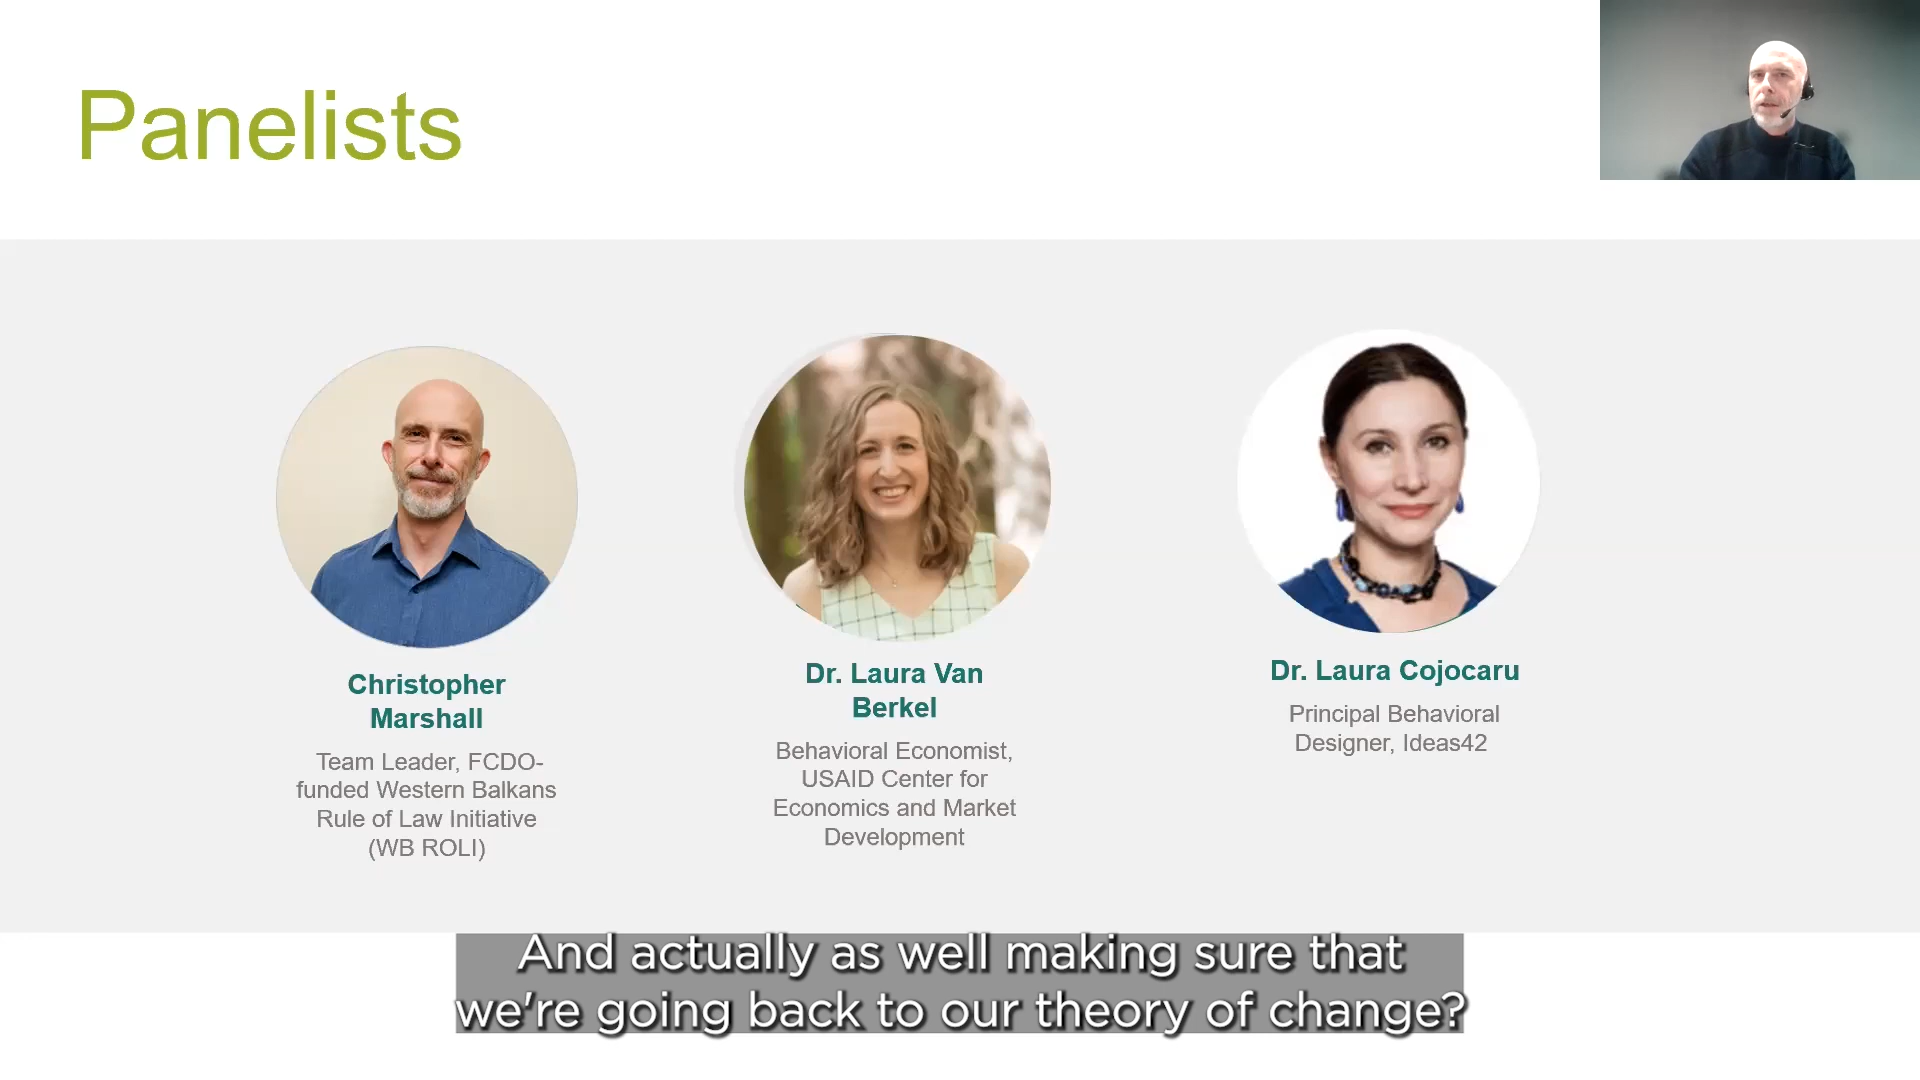 Panelists
Christopher
Marshall
Team Leader, FCDO-
funded Western Balkans
Rule of Law Initiative
(WB ROLI)
Dr. Laura Van
Berkel
Behavioral Economist,
USAID Center for
Economics and Market
Development
Dr. Laura Cojocaru
Principal Behavioral
Designer, Ideas42
And actually as well making sure that
we're going back to our theory of change?